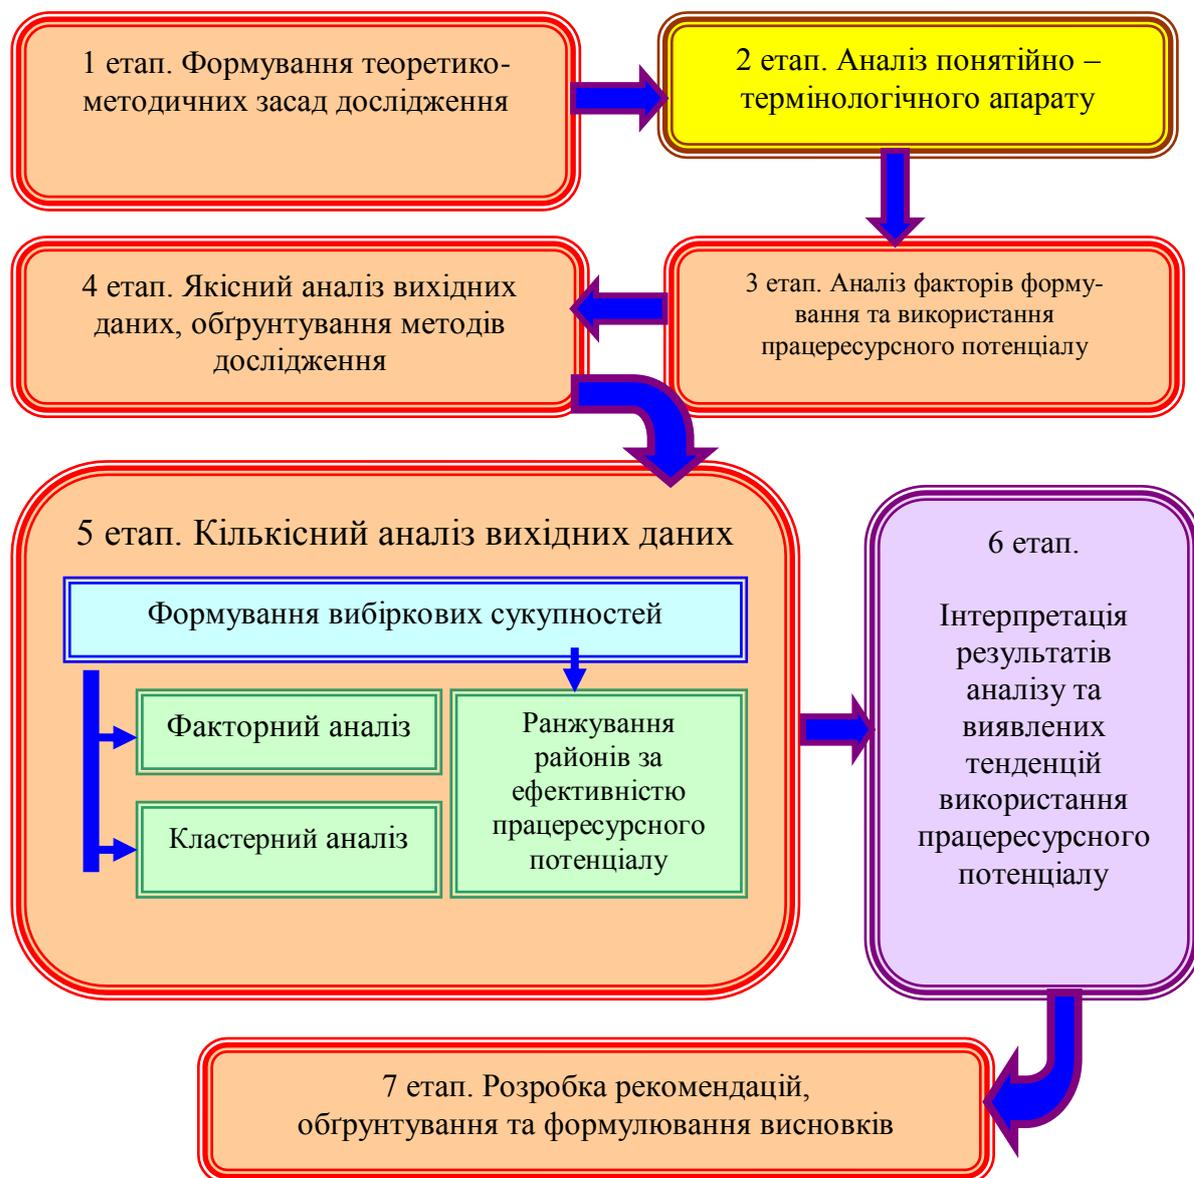 1 етап. Формування теоретико-
методичних засад дослідження
2 етап. Аналіз понятійно –
термінологічного апарату
3 етап. Аналіз факторів форму-
вання та використання
працересурсного потенціалу
4 етап. Якісний аналіз вихідних
даних, обґрунтування методів
дослідження
5 етап. Кількісний аналіз вихідних даних
Формування вибіркових сукупностей
Факторний аналіз
Кластерний аналіз
Ранжування
районів за
ефективністю
працересурсного
потенціалу
6 етап.
Інтерпретація
результатів
аналізу та
виявлених
тенденцій
використання
працересурсного
потенціалу
7 етап. Розробка рекомендацій,
обґрунтування та формулювання висновків